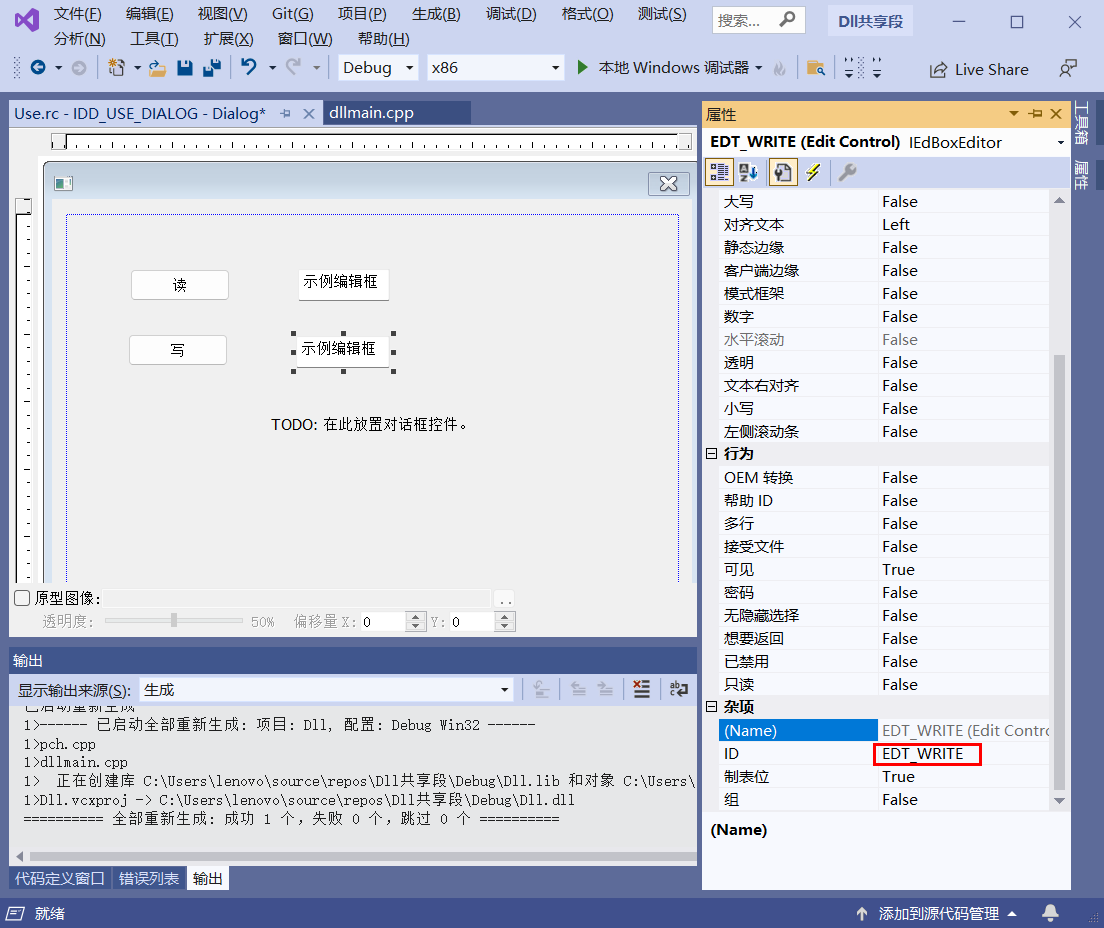 文件(F) 编辑(E) 视图(V) Git(G) 项目(P) 生成(B) 调试(D) 格式(O) 测试(S) 搜索... Dll共享段
分析(N) 工具(T) 扩展(X) 窗口(W) 帮助(H)
Debug x86 本地 Windows 调试器 Live Share
Use.rc - IDD_USE_DIALOG - Dialog* dllmain.cpp
读 示例编辑框
写 示例编辑框
TODO: 在此放置对话框控件。
原型图像: ..
透明度: 50% 偏移量 X: 0 Y: 0
输出
显示输出来源(S): 生成
已启动重新生成
1>------ 已启动全部重新生成: 项目: Dll, 配置: Debug Win32 ------
1>pch.cpp
1>dllmain.cpp
1> 正在创建库 C:\Users\lenovo\source\repos\Dll共享段\Debug\Dll.lib 和对象 C:\Users\
1>Dll.vcxproj -> C:\Users\lenovo\source\repos\Dll共享段\Debug\Dll.dll
========== 全部重新生成: 成功 1 个，失败 0 个，跳过 0 个 ==========
代码定义窗口 错误列表 输出
属性
EDT_WRITE (Edit Control) IEdBoxEditor
大写 False
对齐文本 Left
静态边缘 False
客户端边缘 False
模式框架 False
数字 False
水平滚动 False
透明 False
文本右对齐 False
小写 False
左侧滚动条 False
行为
OEM 转换 False
帮助 ID False
多行 False
接受文件 False
可见 True
密码 False
无隐藏选择 False
想要返回 False
已禁用 False
只读 False
杂项
(Name) EDT_WRITE (Edit Contro
ID EDT_WRITE
制表位 True
组 False
(Name)
工具箱
属性
就绪 添加到源代码管理